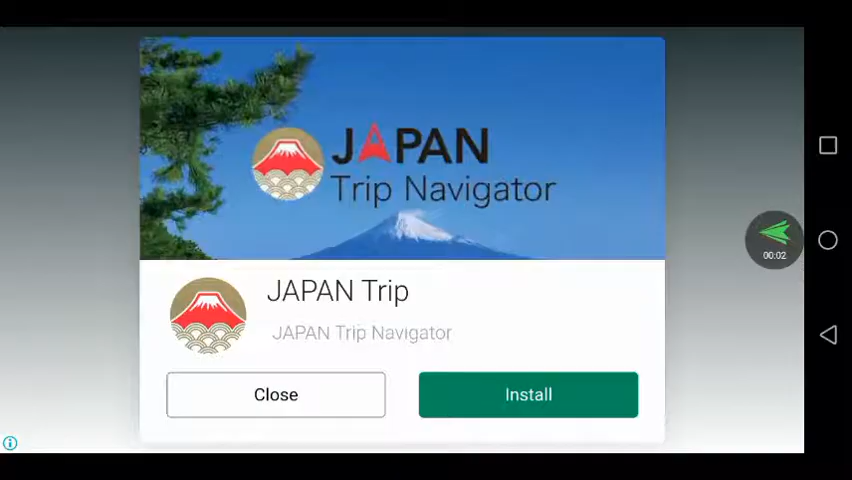 JAPAN
Trip Navigator
JAPAN Trip
JAPAN Trip Navigator
Close
Install
00:02